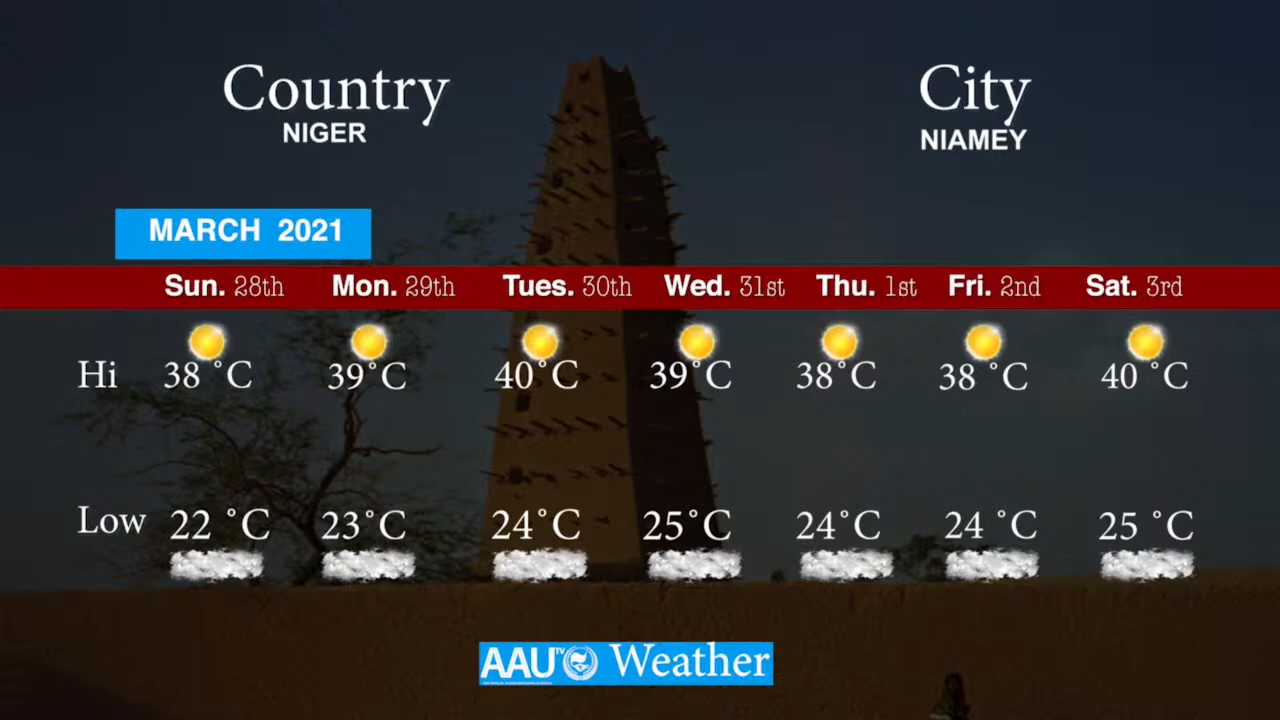 Country
NIGER
City
NIAMEY
MARCH 2021
Sun. 28th Mon. 29th Tues. 30th Wed. 31st Thu. 1st Fri. 2nd Sat. 3rd
Hi 38 °C 39°C 40°C 39°C 38°C 38 °C 40 °C
Low 22 °C 23°C 24°C 25°C 24°C 24 °C 25 °C
AAU TV Weather